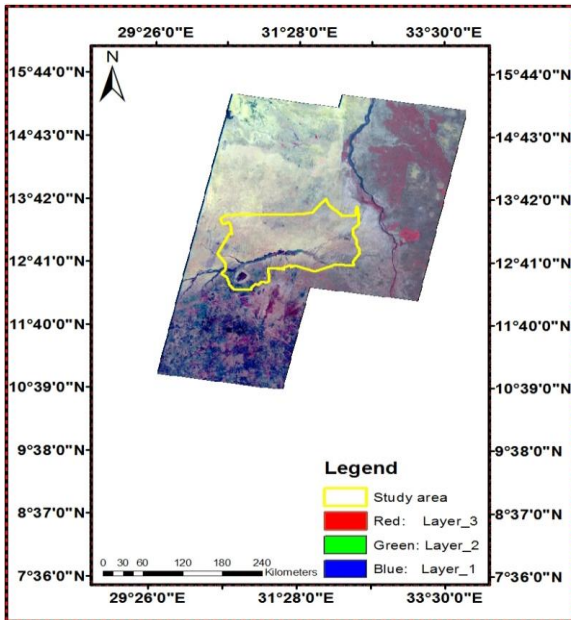 29°26'0"E 31°28'0"E 33°30'0"E
N
15°44'0"N 15°44'0"N
14°43'0"N 14°43'0"N
13°42'0"N 13°42'0"N
12°41'0"N 12°41'0"N
11°40'0"N 11°40'0"N
10°39'0"N 10°39'0"N
9°38'0"N 9°38'0"N
8°37'0"N 8°37'0"N
7°36'0"N 7°36'0"N
Legend
Study area
Red: Layer_3
Green: Layer_2
Blue: Layer_1
0 30 60 120 180 240
Kilometers
29°26'0"E 31°28'0"E 33°30'0"E